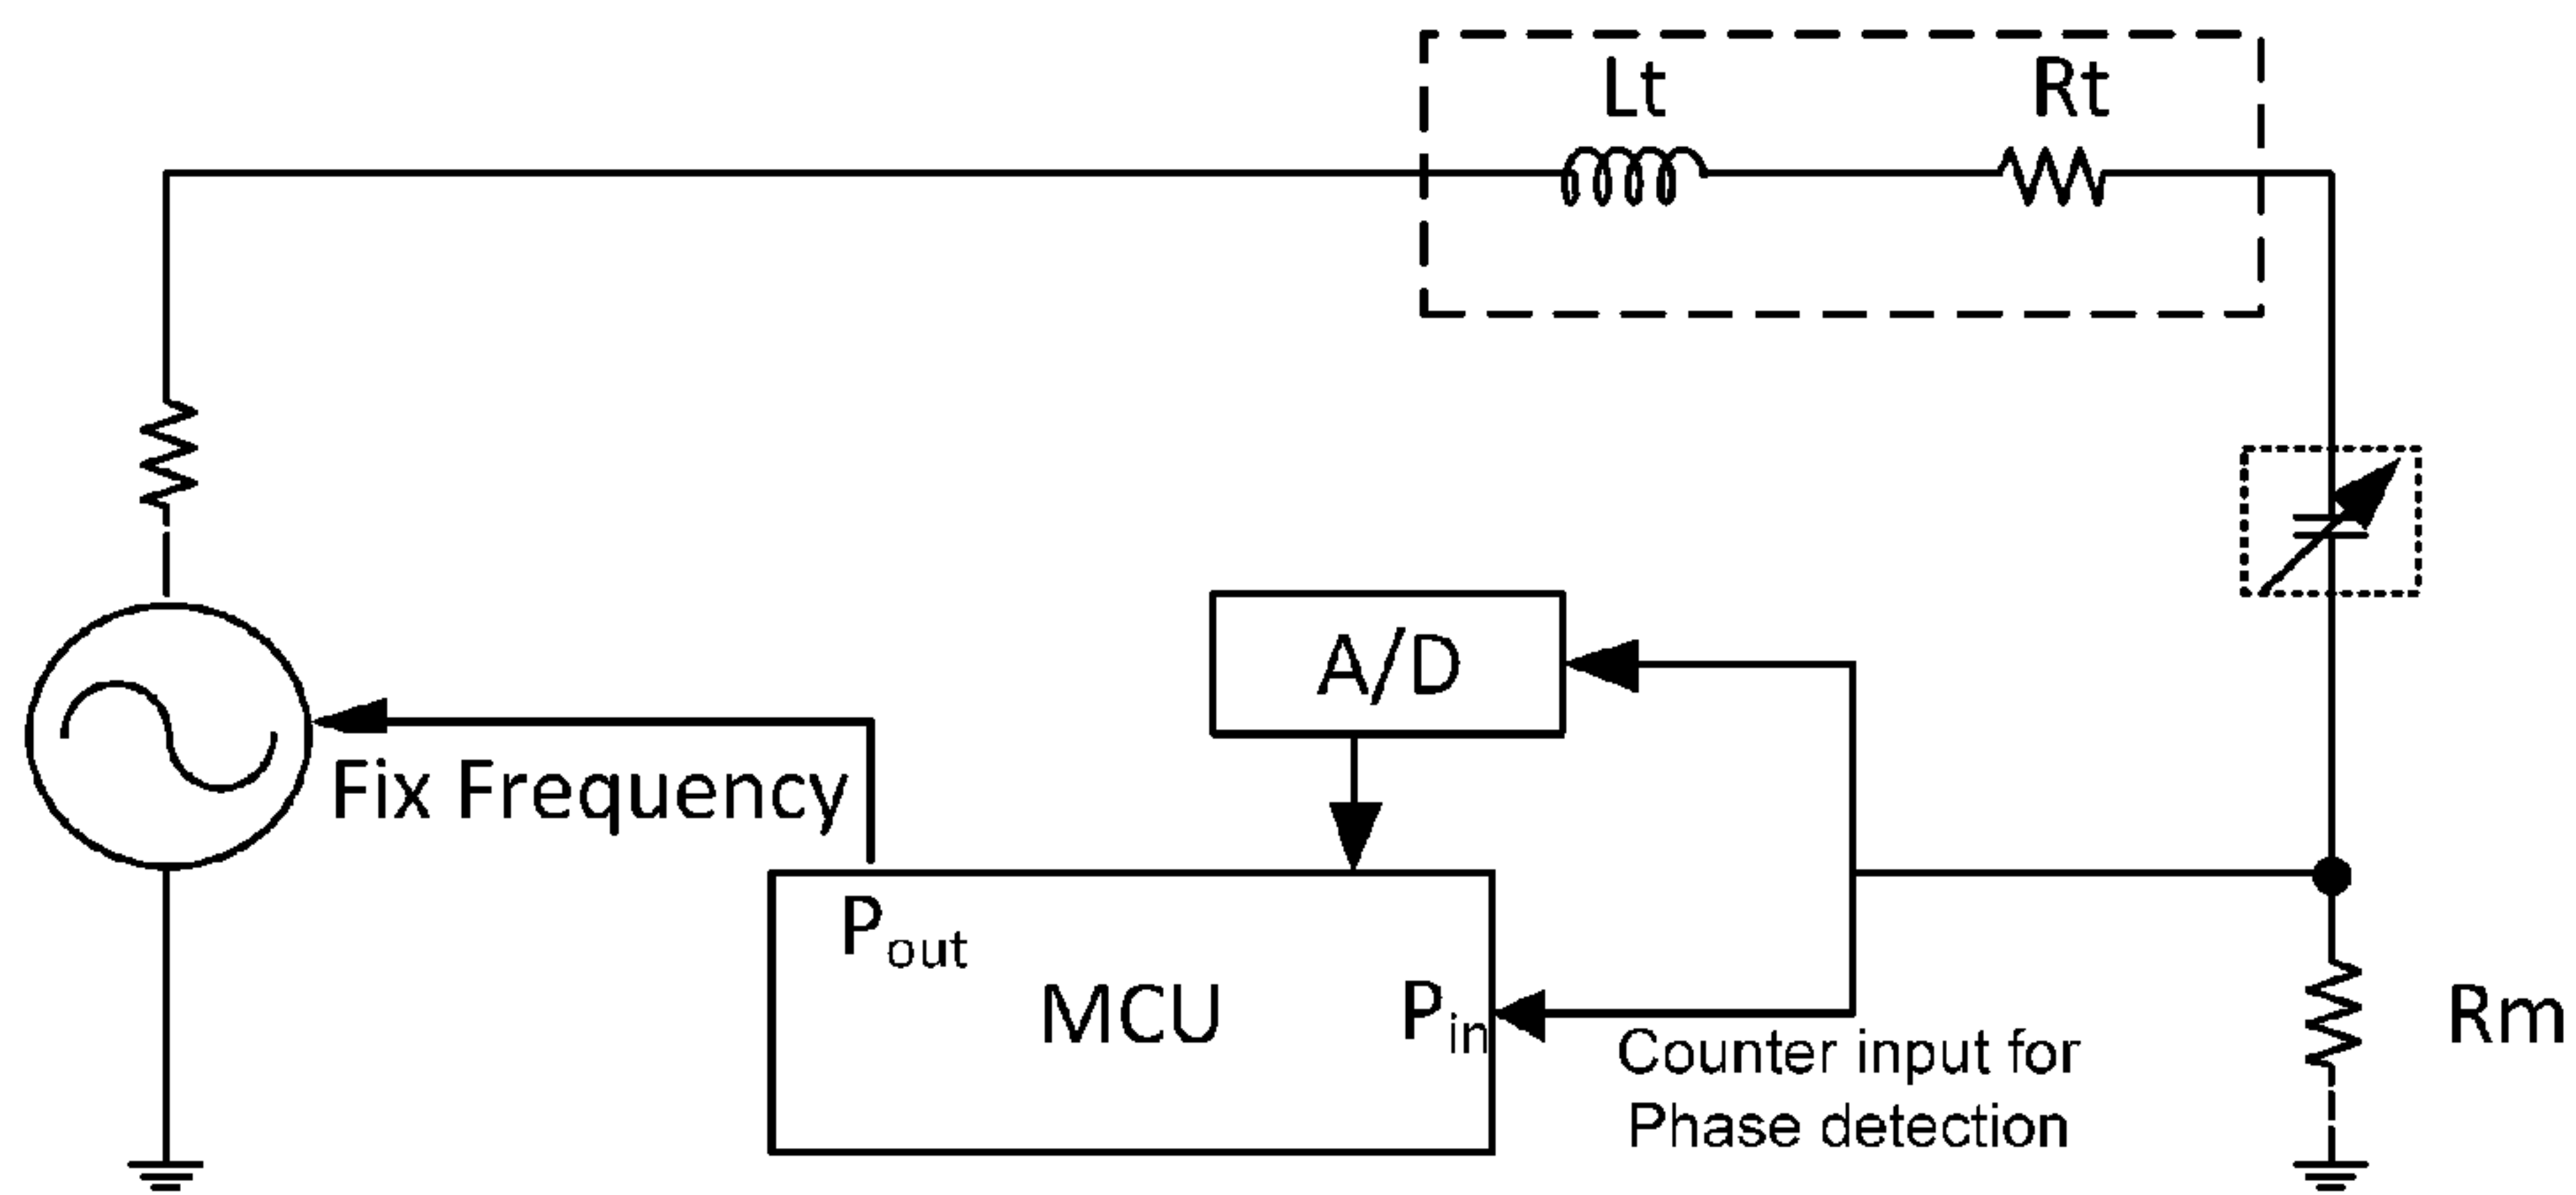 Lt
Rt
A/D
Fix Frequency
Pout
MCU
Pin
Rm
Counter input for
Phase detection